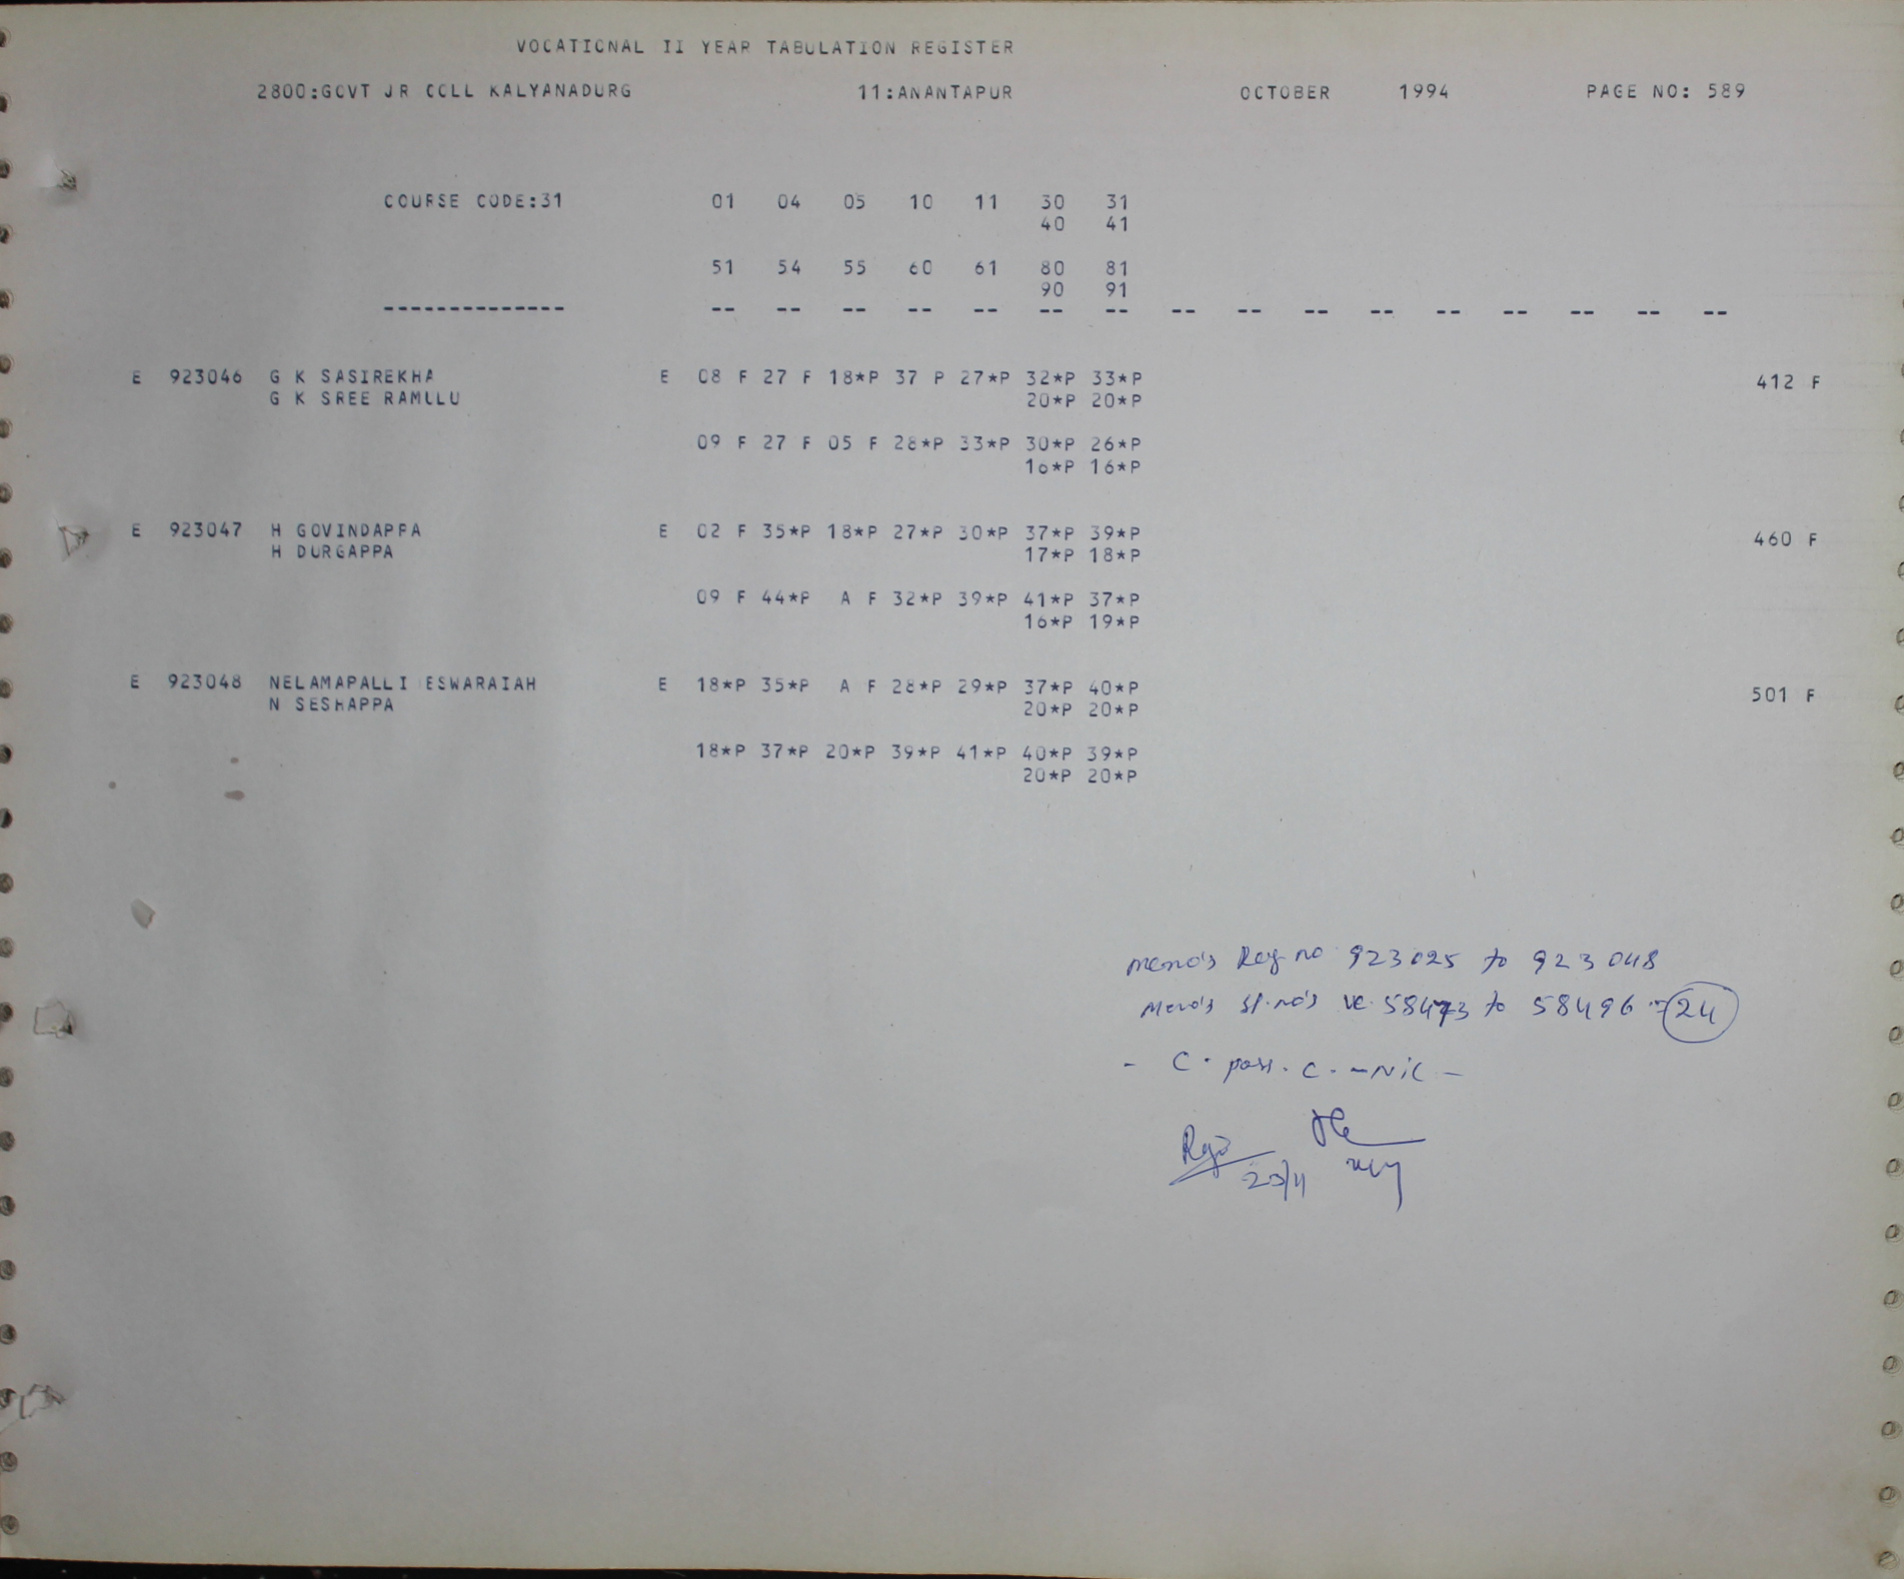 VOCATIONAL II YEAR TABULATION REGISTER
2800:GOVT JR COLL KALYANADURG 11:ANANTAPUR OCTOBER 1994 PAGE NO: 589
COURSE CODE:31 01 04 05 10 11 30 31
40 41
51 54 55 60 61 80 81
90 91
-------------- -- -- -- -- -- -- -- -- -- -- -- -- -- -- -- --
E 923046 G K SASIREKHA E 08 F 27 F 18*P 37 P 27*P 32*P 33*P 412 F
G K SREE RAMULU 20*P 20*P
09 F 27 F 05 F 28*P 33*P 30*P 26*P
16*P 16*P
E 923047 H GOVINDAPPA E 02 F 35*P 18*P 27*P 30*P 37*P 39*P 460 F
H DURGAPPA 17*P 18*P
09 F 44*P A F 32*P 39*P 41*P 37*P
16*P 19*P
E 923048 NELAMAPALLI ESWARAIAH E 18*P 35*P A F 28*P 29*P 37*P 40*P 501 F
N SESHAPPA 20*P 20*P
18*P 37*P 20*P 39*P 41*P 40*P 39*P
20*P 20*P
memo's Reg no 923025 to 923048
Memo's Sl.no's VC 58473 to 58496 = 24
- C. pass. C. - Nil -